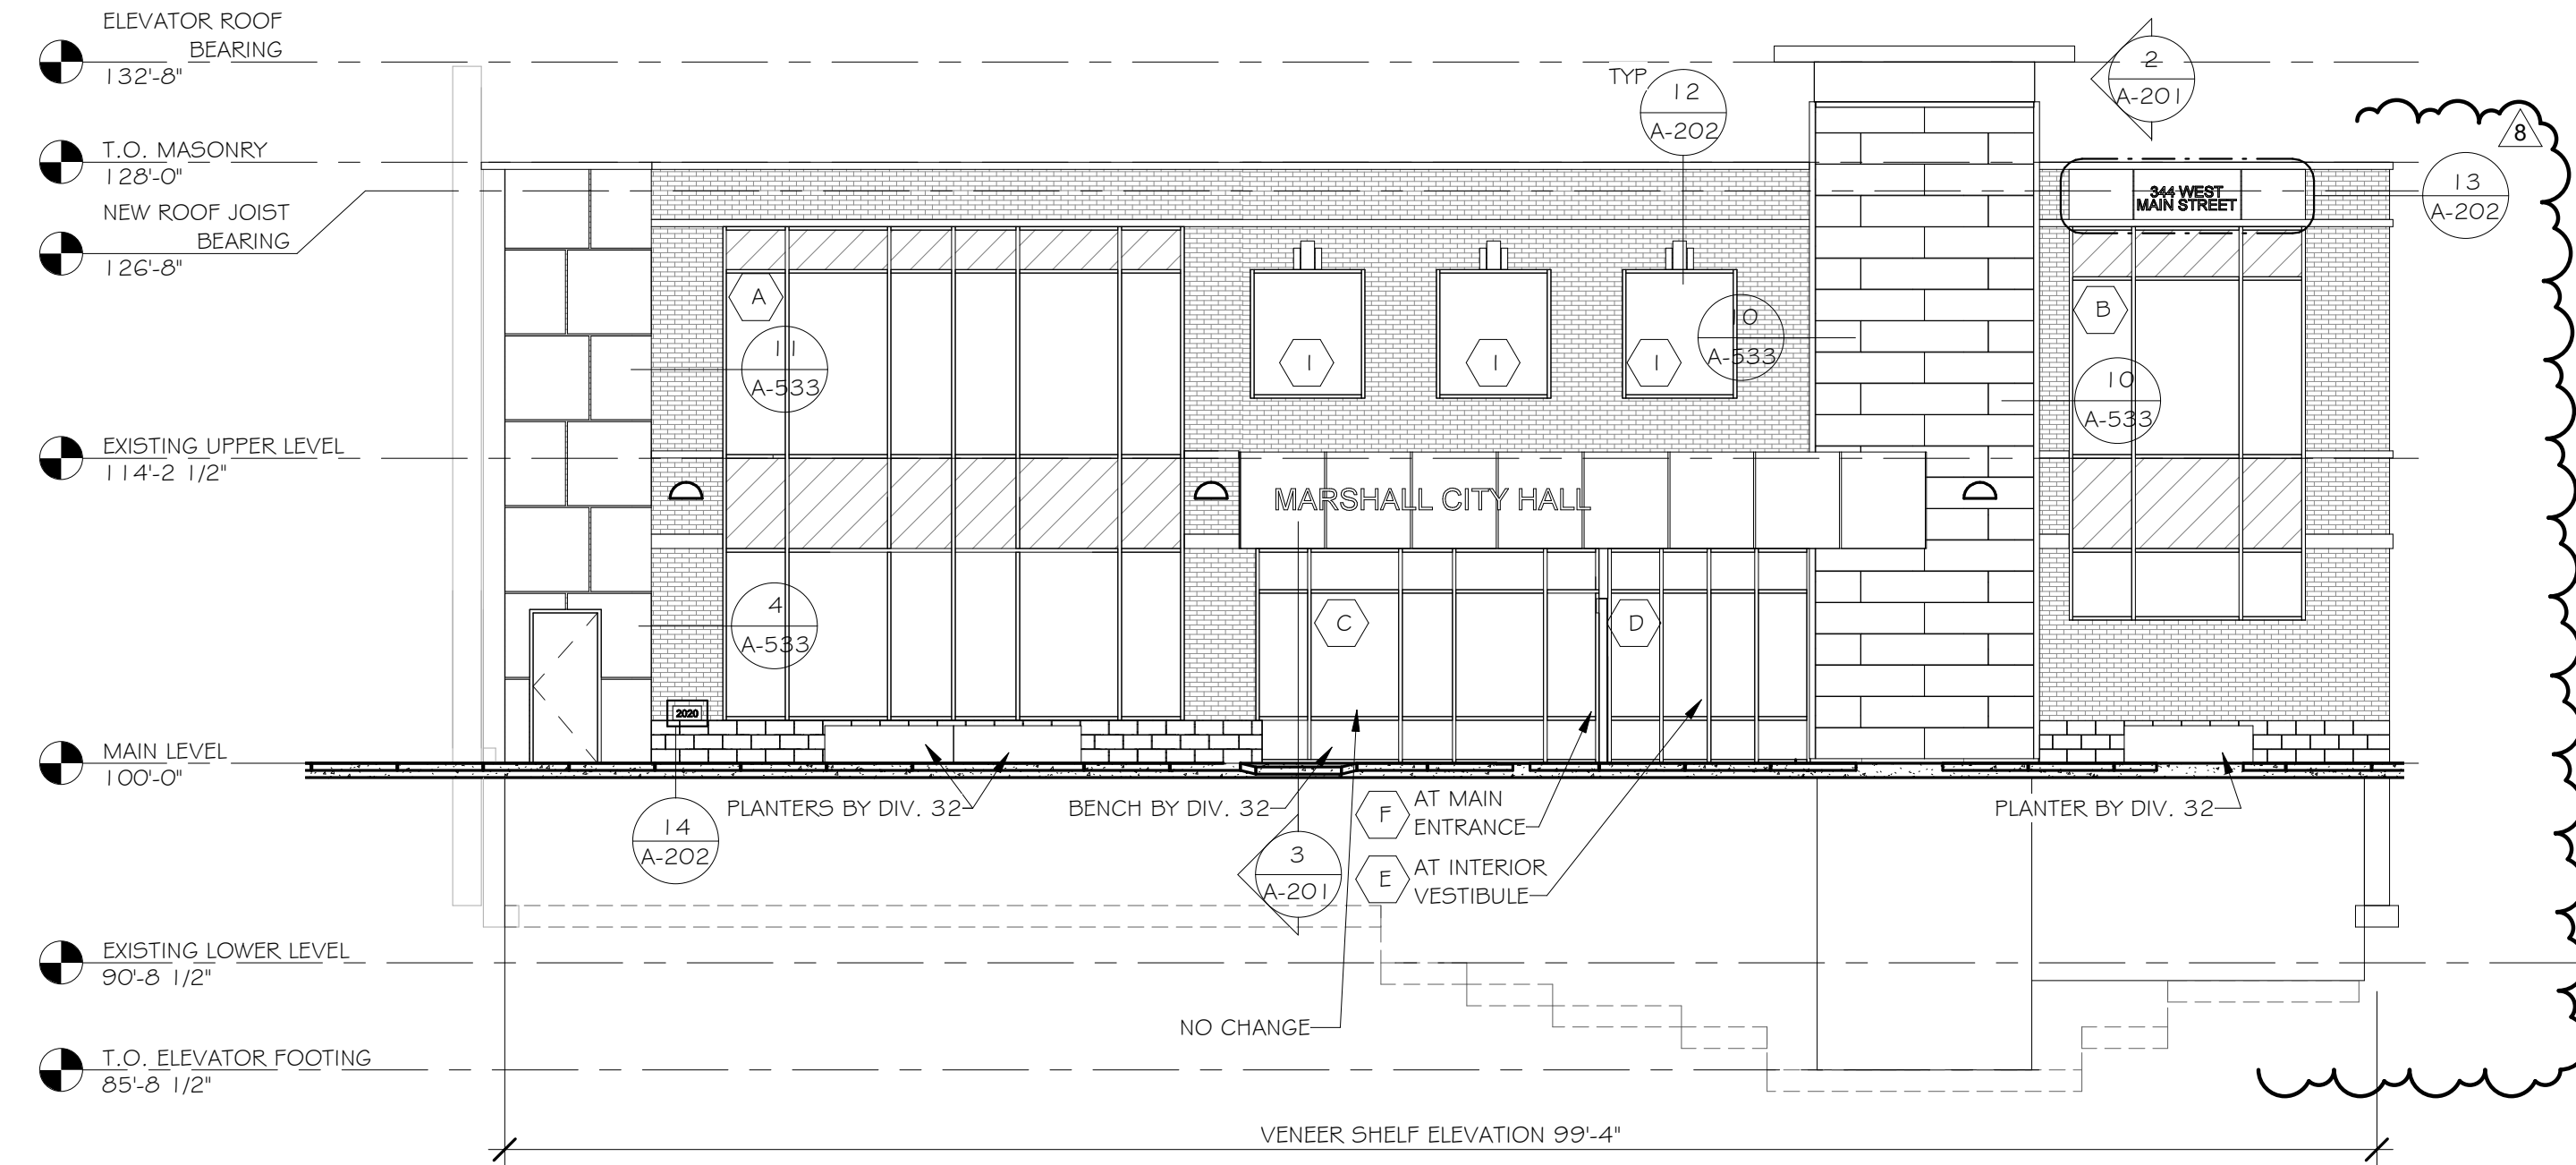 ELEVATOR ROOF
BEARING
132'-8"
T.O. MASONRY
128'-0"
NEW ROOF JOIST
BEARING
126'-8"
EXISTING UPPER LEVEL
114'-2 1/2"
MAIN LEVEL
100'-0"
EXISTING LOWER LEVEL
90'-8 1/2"
T.O. ELEVATOR FOOTING
85'-8 1/2"
TYP
12
A-202
2
A-201
8
13
A-202
344 WEST
MAIN STREET
A
11
A-533
I
I
I
10
A-533
B
10
A-533
MARSHALL CITY HALL
4
A-533
C
D
2020
PLANTERS BY DIV. 32
BENCH BY DIV. 32
F
AT MAIN
ENTRANCE
PLANTER BY DIV. 32
14
A-202
3
A-201
E
AT INTERIOR
VESTIBULE
NO CHANGE
VENEER SHELF ELEVATION 99'-4"